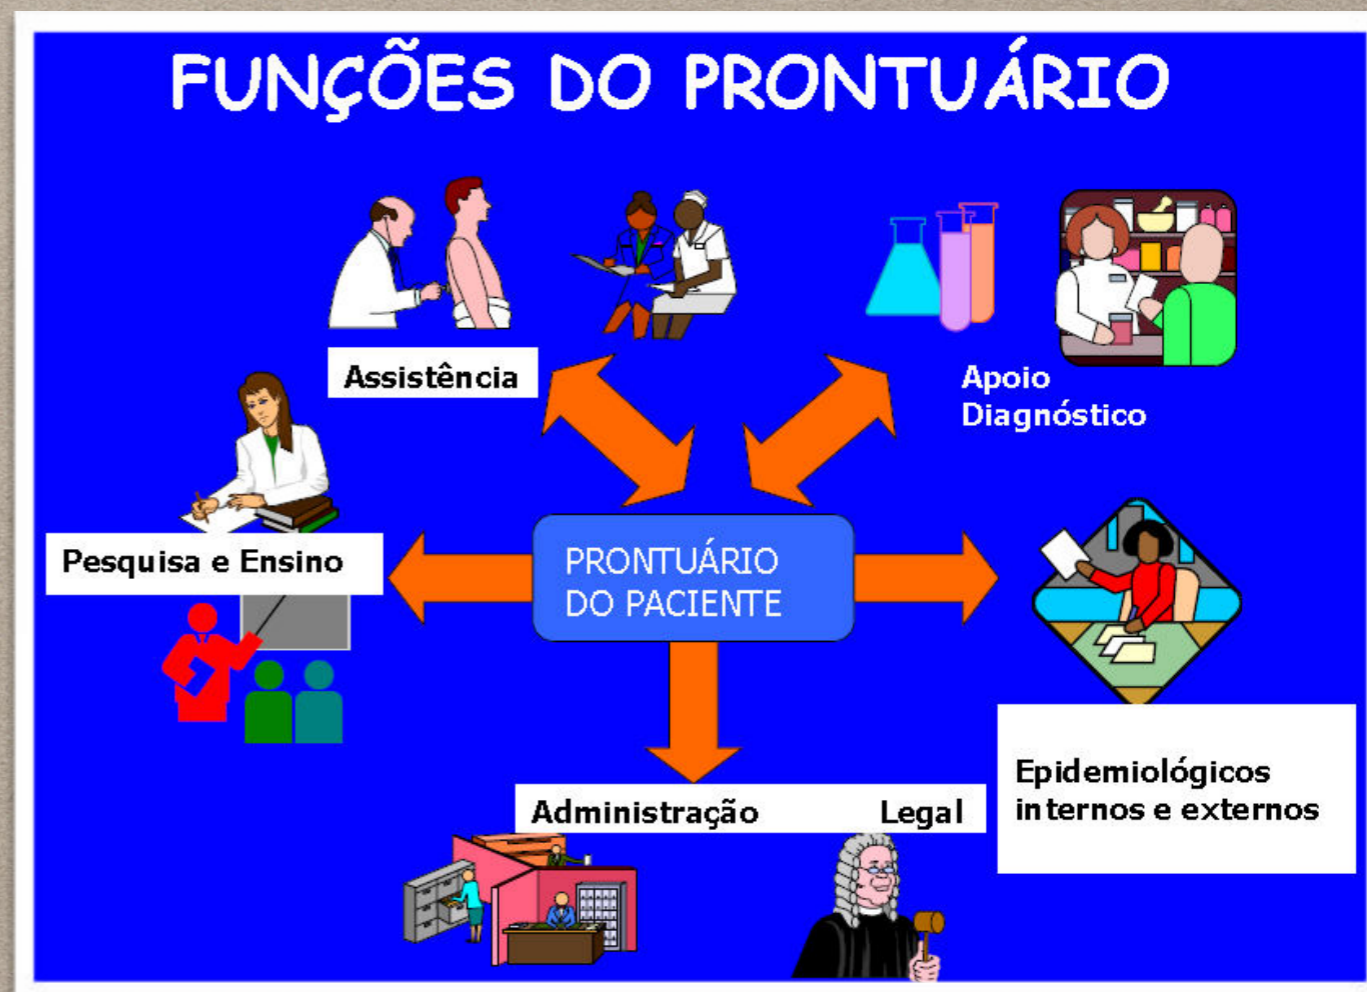 FUNÇÕES DO PRONTUÁRIO
Assistência
Apoio
Diagnóstico
Pesquisa e Ensino
PRONTUÁRIO
DO PACIENTE
Epidemiológicos
internos e externos
Administração Legal